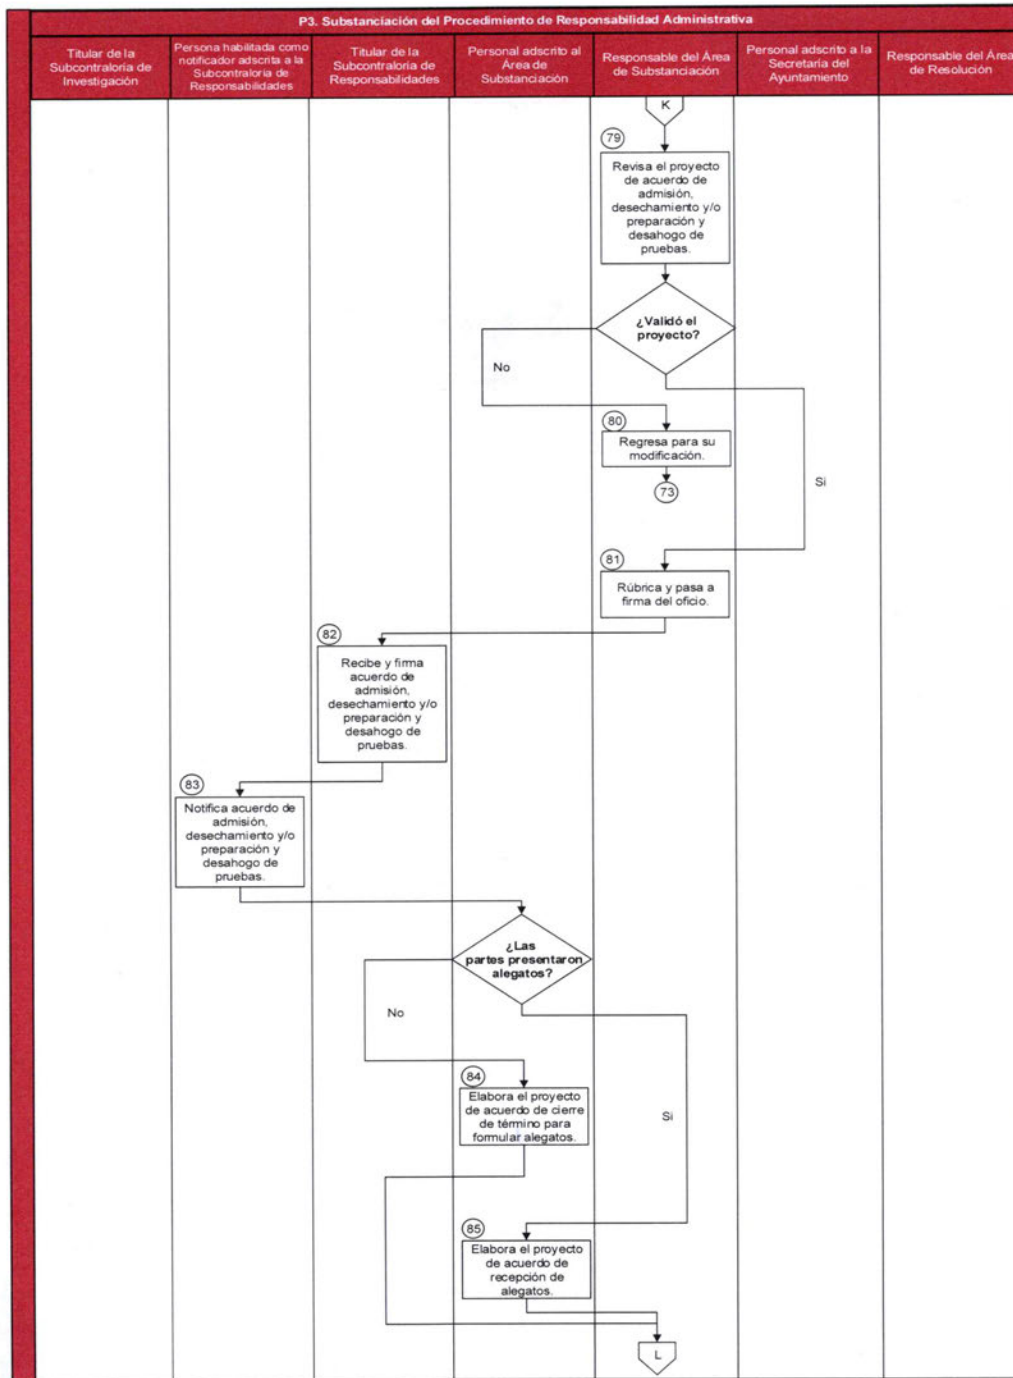 P3. Substanciación del Procedimiento de Responsabilidad Administrativa
Titular de la
Subcontraloría de
Investigación
Persona habilitada como
notificador adscrita a la
Subcontraloría de
Responsabilidades
Titular de la
Subcontraloría de
Responsabilidades
Personal adscrito al
Área de
Substanciación
Responsable del Área
de Substanciación
Personal adscrito a la
Secretaría del
Ayuntamiento
Responsable del Área
de Resolución
K
79
Revisa el proyecto
de acuerdo de
admisión,
desechamiento y/o
preparación y
desahogo de
pruebas.
¿Validó el
proyecto?
No
80
Regresa para su
modificación.
73
Si
81
Rúbrica y pasa a
firma del oficio.
82
Recibe y firma
acuerdo de
admisión,
desechamiento y/o
preparación y
desahogo de
pruebas.
83
Notifica acuerdo de
admisión,
desechamiento y/o
preparación y
desahogo de
pruebas.
¿Las
partes presentaron
alegatos?
No
84
Elabora el proyecto
de acuerdo de cierre
de término para
formular alegatos.
Si
85
Elabora el proyecto
de acuerdo de
recepción de
alegatos.
L